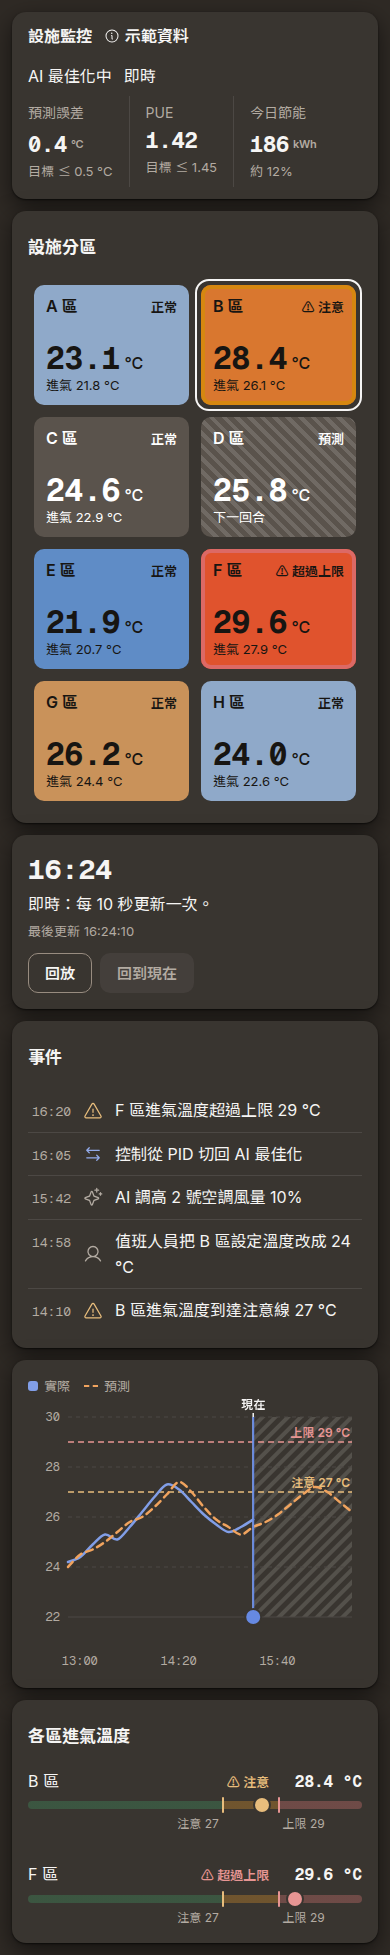 設施監控 示範資料
AI 最佳化中 即時
預測誤差 PUE 今日節能
0.4 °C 1.42 186 kWh
目標 ≤ 0.5 °C 目標 ≤ 1.45 約 12%
設施分區
A 區 正常
23.1 °C
進氣 21.8 °C
B 區 注意
28.4 °C
進氣 26.1 °C
C 區 正常
24.6 °C
進氣 22.9 °C
D 區 預測
25.8 °C
下一回合
E 區 正常
21.9 °C
進氣 20.7 °C
F 區 超過上限
29.6 °C
進氣 27.9 °C
G 區 正常
26.2 °C
進氣 24.4 °C
H 區 正常
24.0 °C
進氣 22.6 °C
16:24
即時：每 10 秒更新一次。
最後更新 16:24:10
回放 回到現在
事件
16:20 F 區進氣溫度超過上限 29 °C
16:05 控制從 PID 切回 AI 最佳化
15:42 AI 調高 2 號空調風量 10%
14:58 值班人員把 B 區設定溫度改成 24
°C
14:10 B 區進氣溫度到達注意線 27 °C
實際 預測
現在
30
上限 29 °C
28
注意 27 °C
26
24
22
13:00 14:20 15:40
各區進氣溫度
B 區 注意 28.4 °C
注意 27 上限 29
F 區 超過上限 29.6 °C
注意 27 上限 29